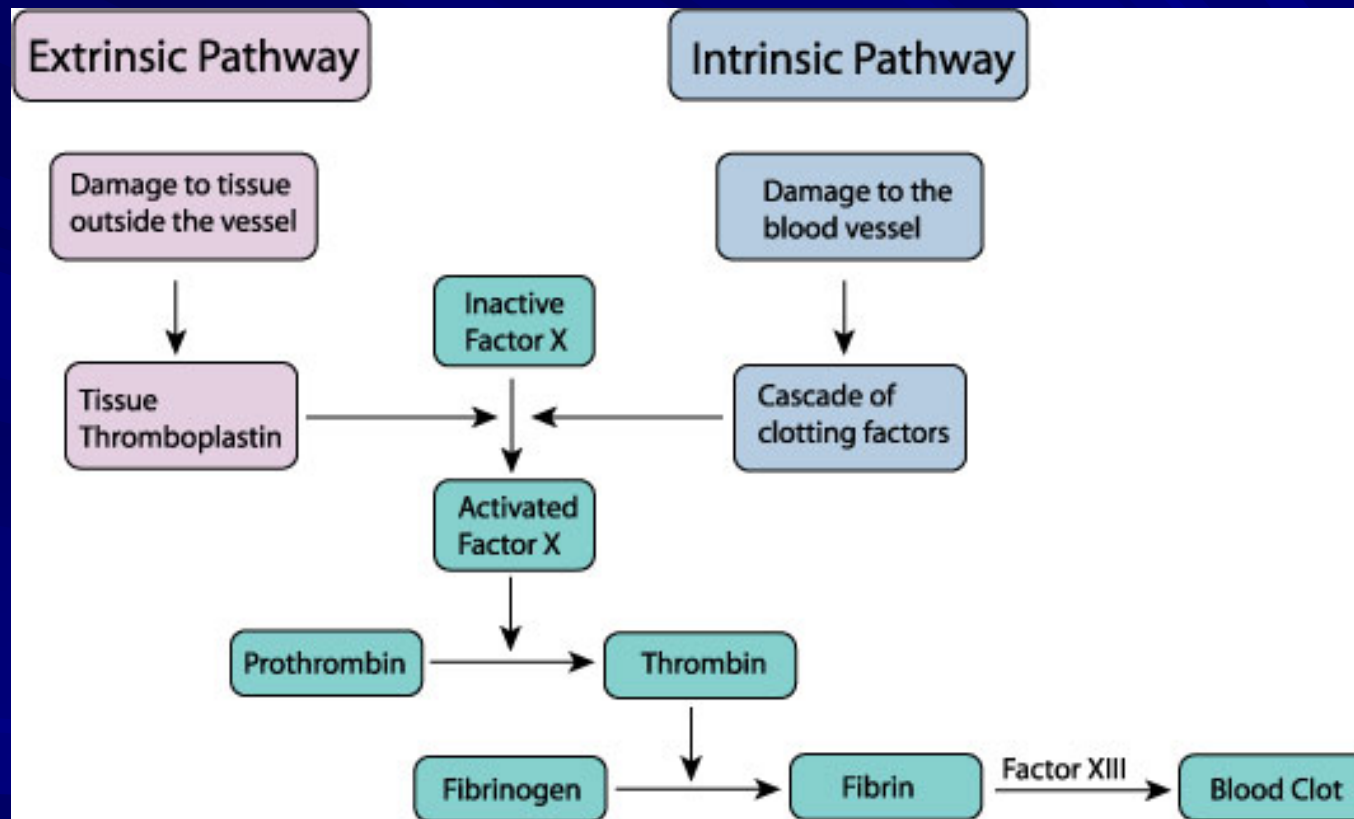 Extrinsic Pathway
Intrinsic Pathway
Damage to tissue
outside the vessel
Damage to the
blood vessel
Inactive
Factor X
Tissue
Thromboplastin
Cascade of
clotting factors
Activated
Factor X
Prothrombin
Thrombin
Fibrinogen
Fibrin
Factor XIII
Blood Clot